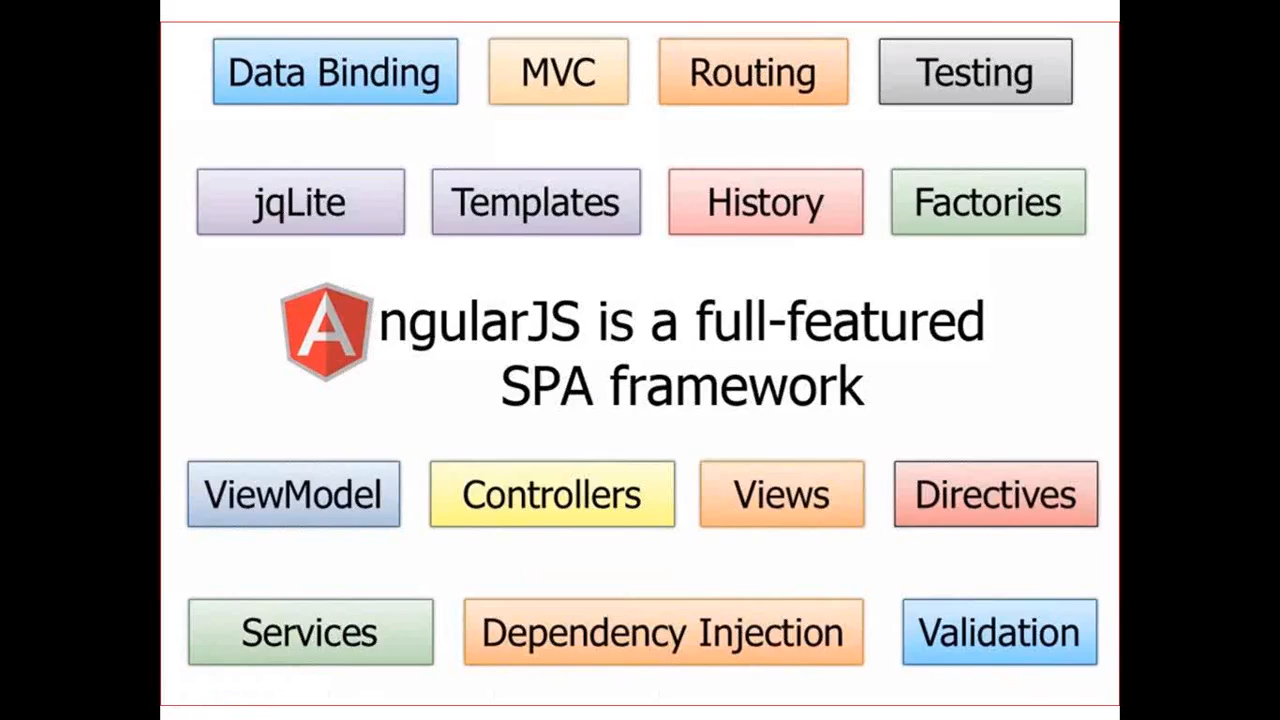 Data Binding MVC Routing Testing
jqLite Templates History Factories
AngularJS is a full-featured
SPA framework
ViewModel Controllers Views Directives
Services Dependency Injection Validation